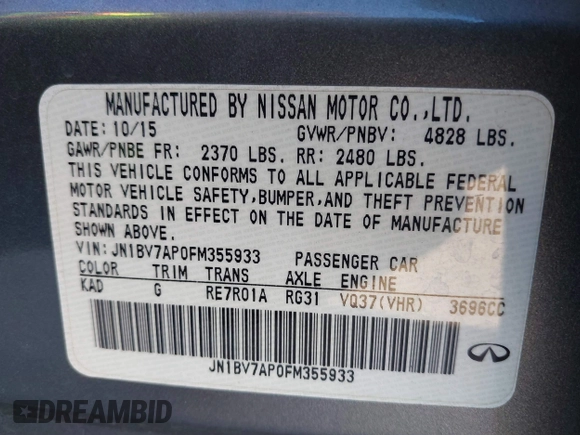 MANUFACTURED BY NISSAN MOTOR CO.,LTD.
DATE: 10/15 GVWR/PNBV: 4828 LBS.
GAWR/PNBE FR: 2370 LBS. RR: 2480 LBS.
THIS VEHICLE CONFORMS TO ALL APPLICABLE FEDERAL
MOTOR VEHICLE SAFETY,BUMPER,AND THEFT PREVENTION
STANDARDS IN EFFECT ON THE DATE OF MANUFACTURE
SHOWN ABOVE.
VIN: JN1BV7AP0FM355933 PASSENGER CAR
COLOR TRIM TRANS AXLE ENGINE
KAD G RE7R01A RG31 VQ37(VHR) 3696CC
JN1BV7AP0FM355933
INFINITI
DREAMBID